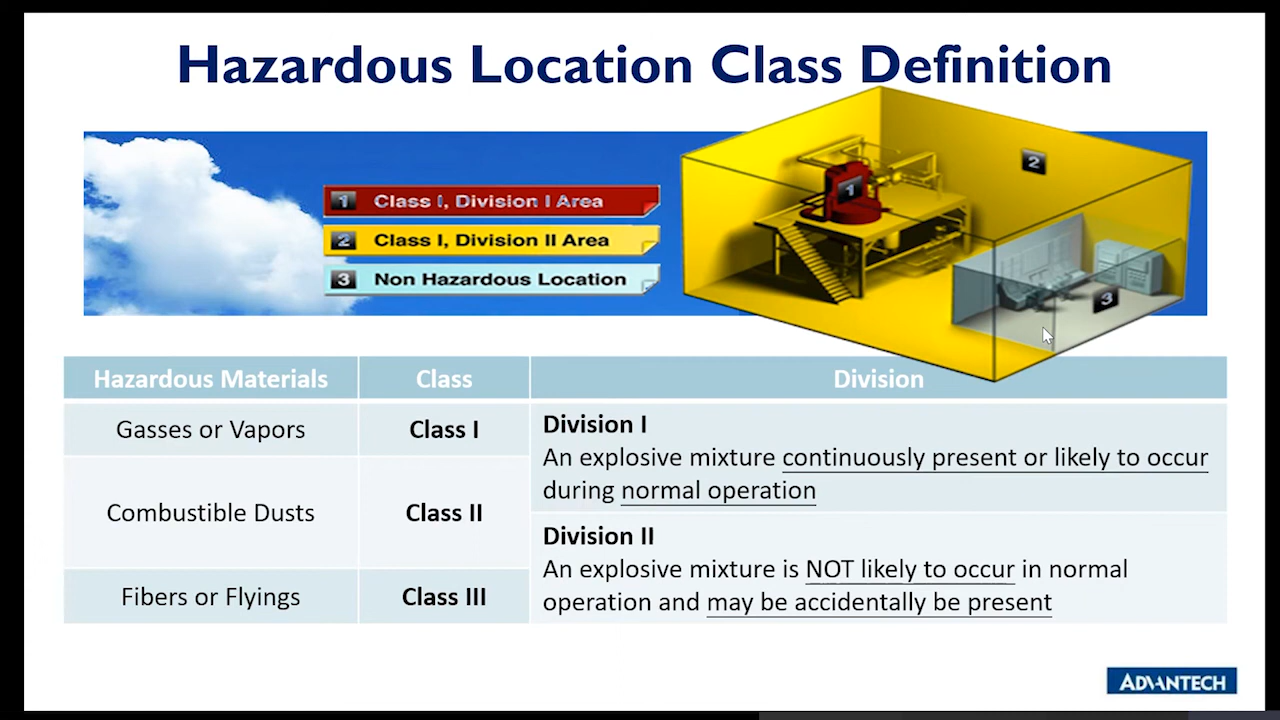 Hazardous Location Class Definition
1 Class I, Division I Area
2 Class I, Division II Area
3 Non Hazardous Location
1
2
3
Hazardous Materials
Class
Division
Gasses or Vapors
Class I
Combustible Dusts
Class II
Fibers or Flyings
Class III
Division I
An explosive mixture continuously present or likely to occur
during normal operation
Division II
An explosive mixture is NOT likely to occur in normal
operation and may be accidentally be present
ADVANTECH